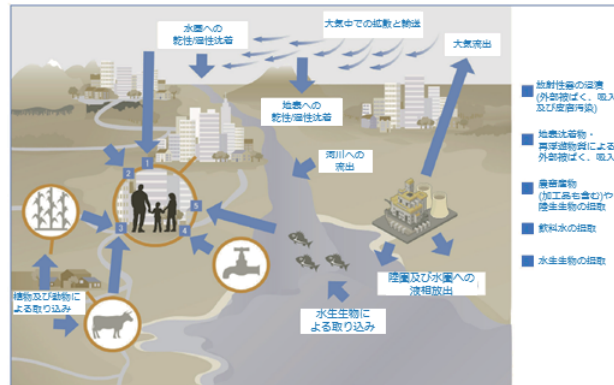 水圏への
乾性/湿性沈着
大気中での拡散と輸送
大気流出
地表への
乾性/湿性沈着
河川への
流出
1
2
3
4
5
植物及び動物に
よる取り込み
水生生物に
よる取り込み
陸圏及び水圏への
液相放出
放射性雲の浸漬
(外部被ばく、吸入
及び皮膚汚染)
地表沈着物・
再浮遊物質による
外部被ばく、吸入
農畜産物
(加工品も含む)や
陸生生物の摂取
飲料水の摂取
水生生物の摂取